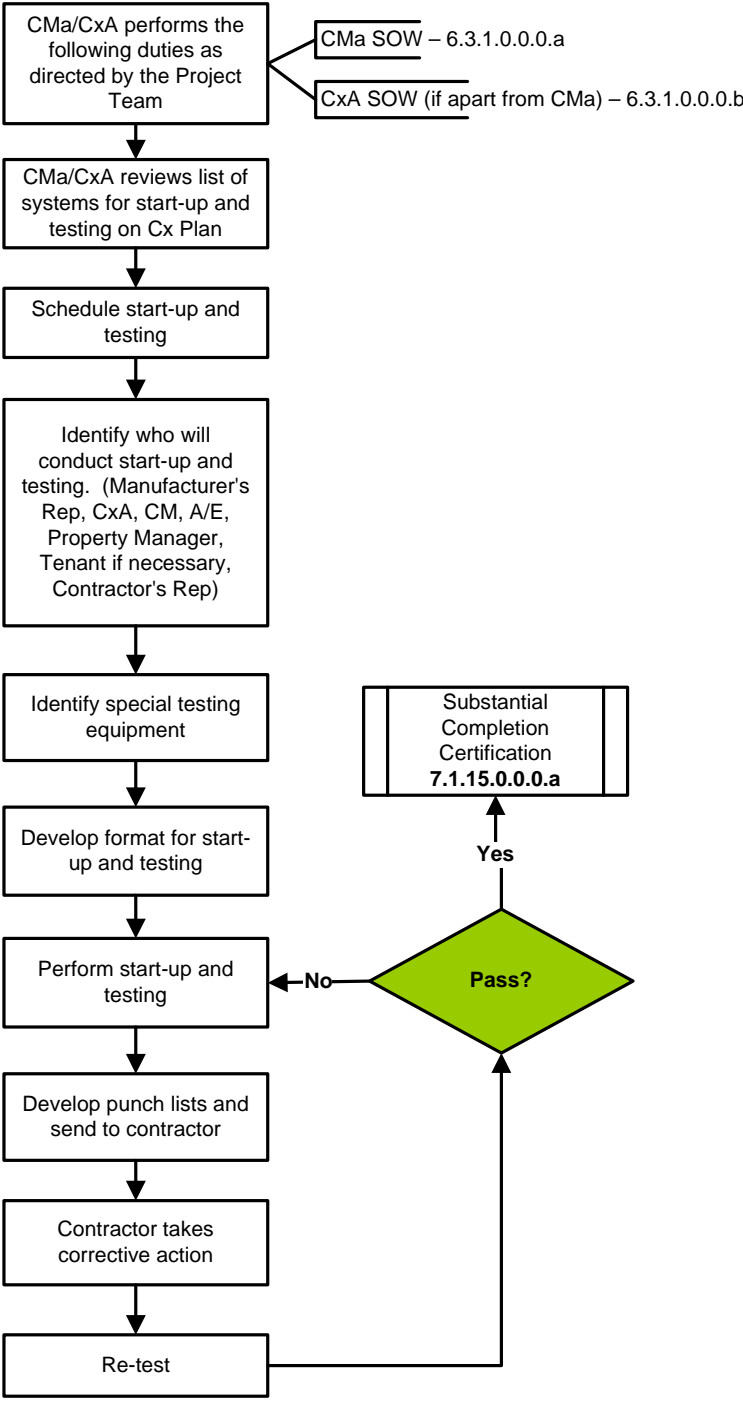 CMa/CxA performs the
following duties as
directed by the Project
Team
CMa SOW – 6.3.1.0.0.0.a
CxA SOW (if apart from CMa) – 6.3.1.0.0.0.b
CMa/CxA reviews list of
systems for start-up and
testing on Cx Plan
Schedule start-up and
testing
Identify who will
conduct start-up and
testing. (Manufacturer's
Rep, CxA, CM, A/E,
Property Manager,
Tenant if necessary,
Contractor's Rep)
Identify special testing
equipment
Substantial
Completion
Certification
7.1.15.0.0.0.a
Develop format for start-
up and testing
Yes
Perform start-up and
testing
No
Pass?
Develop punch lists and
send to contractor
Contractor takes
corrective action
Re-test